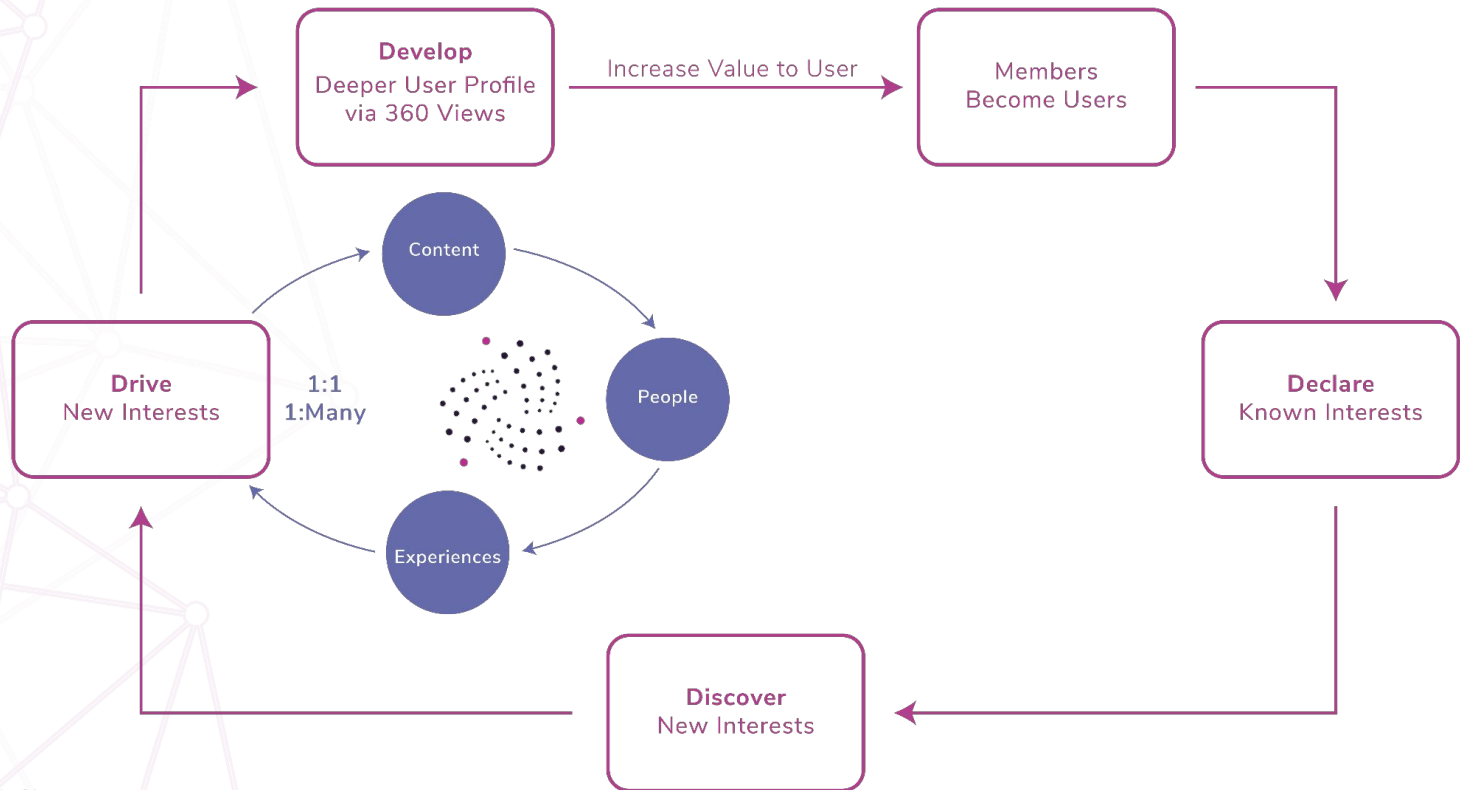 Develop
Deeper User Profile
via 360 Views
Increase Value to User
Members
Become Users
Content
People
Experiences
Drive
New Interests
1:1
1:Many
Declare
Known Interests
Discover
New Interests